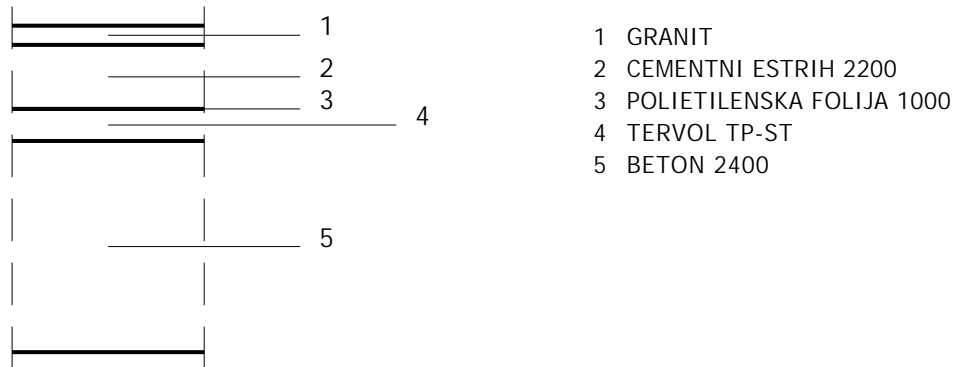 1
2
3
4
5
1 GRANIT
2 CEMENTNI ESTRIH 2200
3 POLIETILENSKA FOLIJA 1000
4 TERVOL TP-ST
5 BETON 2400